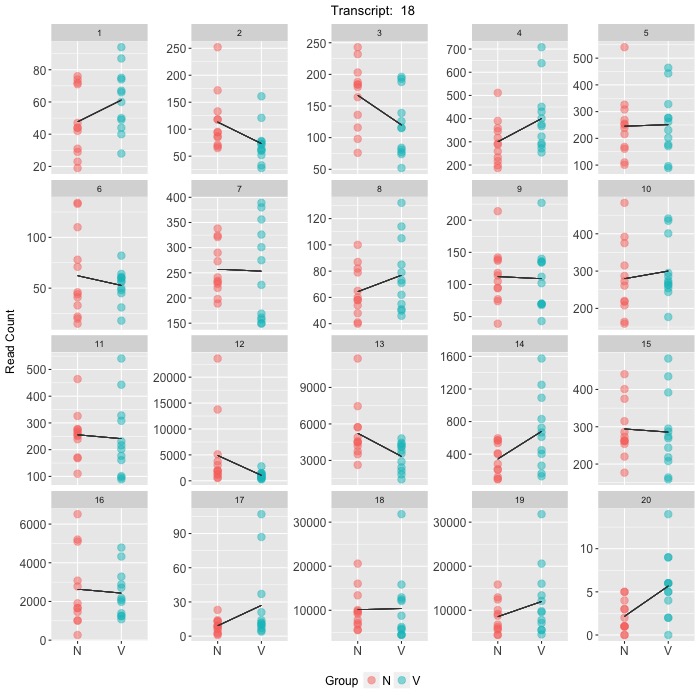 Transcript: 18
1 2 3 4 5
80 60 40 20
250 200 150 100 50
250 200 150 100 50
700 600 500 400 300 200
500 400 300 200 100
6 7 8 9 10
100 50
400 350 300 250 200 150
120 100 80 60 40
200 150 100 50
400 300 200
Read Count
11 12 13 14 15
500 400 300 200 100
20000 15000 10000 5000 0
9000 6000 3000
1600 1200 800 400
400 300 200
16 17 18 19 20
6000 4000 2000 0
90 60 30 0
30000 20000 10000
30000 20000 10000
10 5 0
N V N V N V N V N V
Group N V